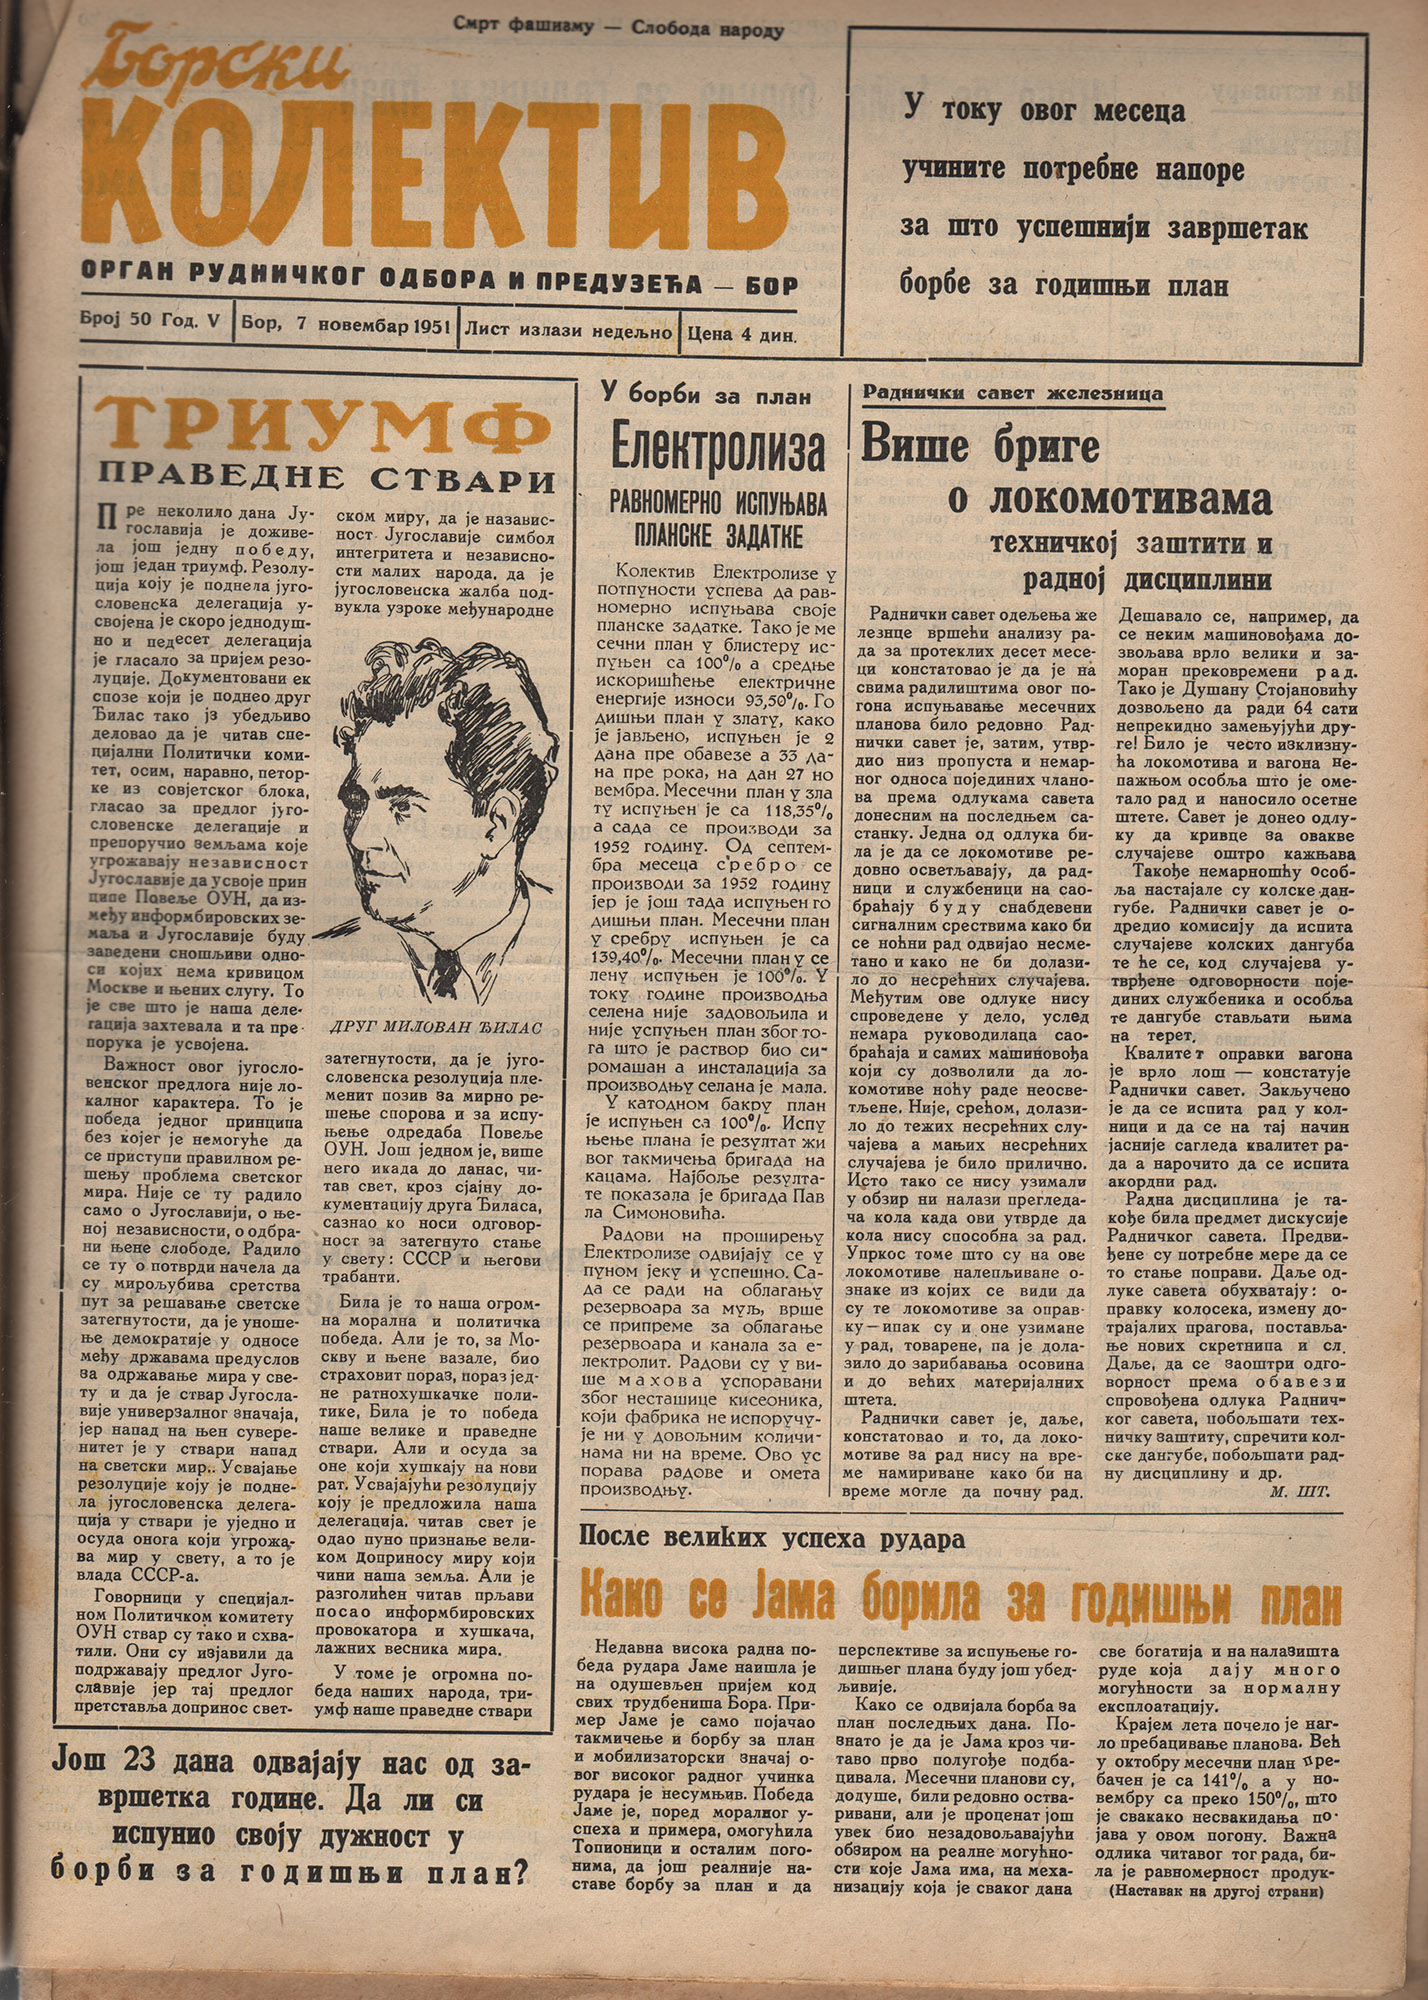 Смрт фашизму — Слобода народу
Борски
КОЛЕКТИВ
ОРГАН РУДНИЧКОГ ОДБОРА И ПРЕДУЗЕЋА — БОР
Број 50 Год. V
Бор, 7 новембар 1951
Лист излази недељно
Цена 4 дин.
У току овог месеца
учините потребне напоре
за што успешнији завршетак
борбе за годишњи план
ТРИУМФ
ПРАВЕДНЕ СТВАРИ
Пре неколило дана Ју-
гославија је доживе-
ла још једну победу,
још један триумф. Резолу-
ција коју је поднела југо-
словенска делегација у-
својена је скоро једнодуш-
но и педесет делегација
је гласало за пријем резо-
луције. Документовани ек
спозе који је поднео друг
Ђилас тако јз убедљиво
деловао да је читав спе-
цијални Политички коми-
тет, осим, наравно, петор-
ке из совјетског блока,
гласао за предлог југо-
словенске делегације и
препоручио земљама које
угрожавају независност
Југославије да усвоје прин
ципе Повеље ОУН, да из-
међу информбировских зе-
маља и Југославије буду
заведени сношљиви одно-
си којих нема кривицом
Москве и њених слугу. То
је све што је наша деле-
гација захтевала и та пре-
порука је усвојена.
Важност овог југосло-
венског предлога није ло-
калног карактера. То је
победа једног принципа
без којег је немогуће да
се приступи правилном ре-
шењу проблема светског
мира. Није се ту радило
само о Југославији, о ње-
ној независности, о одбра-
ни њене слободе. Радило
се ту о потврди начела да
су мирољубива сретства
пут за решавање светске
затегнутости, да је уноше-
ње демократије у односе
међу државама предуслов
за одржавање мира у све-
ту и да је ствар Југосла-
вије универзалног значаја,
јер напад на њен сувере-
нитет је у ствари напад
на светски мир.. Усвајање
резолуције коју је подне-
ла југословенска делега-
ција у ствари је уједно и
осуда онога који угрожа-
ва мир у свету, а то је
влада СССР-а.
Говорници у специјал-
ном Политичком комитету
ОУН ствар су тако и схва-
тили. Они су изјавили да
подржавају предлог Југо-
славије јер тај предлог
претставља допринос свет-
ском миру, да је називис-
ност Југославије симбол
интегритета и независно-
сти малих народа, да је
југословенска жалба под-
вукла узроке међународне
ДРУГ МИЛОВАН ЂИЛАС
затегнутости, да је југо-
словенска резолуција пле-
менит позив за мирно ре-
шење спорова и за испу-
њење одредаба Повеље
ОУН. Још једном је, више
него икада до данас, чи-
тав свет, кроз сјајну до-
кументацију друга Ђиласа,
сазнао ко носи одговор-
ност за затегнуто стање
у свету: СССР и његови
трабанти.
Била је то наша огром-
на морална и политичка
победа. Али је то, за Мо-
скву и њене вазале, био
страховит пораз, пораз јед-
не ратнохушкачке поли-
тике, Била је то победа
наше велике и праведне
ствари. Али и осуда за
оне који хушкају на нови
рат. Усвајајући резолуцију
коју је предложила наша
делегација, читав свет је
одао пуно признање вели-
ком Доприносу миру који
чини наша земља. Али је
разголићен читав прљави
посао информбировских
провокатора и хушкача,
лажних весника мира.
У томе је огромна по-
беда наших народа, три-
умф наше праведне ствари
Још 23 дана одвајају нас од за-
вршетка године. Да ли си
испунио своју дужност у
борби за годишњи план?
У борби за план
Електролиза
РАВНОМЕРНО ИСПУЊАВА
ПЛАНСКЕ ЗАДАТКЕ
Колектив Електролизе у
потпуности успева да рав-
номерно испуњава своје
планске задатке. Тако је ме
сечни план у блистеру ис-
пуњен са 100% а средње
искоришћење електричне
енергије износи 93,50%. Го
дишњи план у злату, како
је јављено, испуњен је 2
дана пре обавезе а 33 да-
на пре рока, на дан 27 но
вембра. Месечни план у зла
ту испуњен је са 118,35%
а сада се производи за
1952 годину. Од септем-
бра месеца сребро се
производи за 1952 годину
јер је још тада испуњен го
дишњи план. Месечни план
у сребру испуњен је са
139,40%. Месечни план у се
лену испуњен је 100%. У
току године производња
селена није задовољила и
није успуњен план због то-
га што је раствор био си-
ромашан а инсталација за
производњу селана је мала.
У катодном бакру план
је испуњен са 100%. Испу
њење плана је резултат жи
вог такмичења бригада на
кацама. Најбоље резулта-
те показала је бригада Пав
ла Симоновића.
Радови на проширењу
Електролизе одвијају се у
пуном јеку и успешно. Са-
да се ради на облагању
резервоара за муљ, врше
се припреме за облагање
резервоара и канала за е-
лектролит. Радови су у ви-
ше махова успоравани
због несташице кисеоника,
који фабрика не испоручу-
је ни у довољним количи-
нама ни на време. Ово ус
порава радове и омета
производњу.
Раднички савет железница
Више бриге
о локомотивама
техничкој заштити и
радној дисциплини
Раднички савет одељења же
лезнце вршећи анализу ра-
да за протеклих десет месе-
ци констатовао је да је на
свима радилиштима овог по-
гона испуњавање месечних
планова било редовно Рад-
нички савет је, затим, утвр-
дио низ пропуста и немар-
ног односа појединих члано-
ва према одлукама савета
донесним на последњем са-
станку. Једна од одлука би-
ла је да се локомотиве ре-
довно осветљавају, да рад-
ници и службеници на сао-
браћају буду снабдевени
сигналним срествима како би
се ноћни рад одвијао несме-
тано и како не би долази-
ло до несрећних случајева.
Међутим ове одлуке нису
спроведене у дело, услед
немара руководилаца сао-
браћаја и самих машиновођа
који су дозволили да ло-
комотиве ноћу раде неосве-
тљене. Није, срећом, долази-
ло до тежих несрећних слу-
чајева а мањих несрећних
случајева је било прилично.
Исто тако се нису узимали
у обзир ни налази прегледа-
ча кола када ови утврде да
кола нису способна за рад.
Упркос томе што су на ове
локомотиве налепљиване о-
знаке из којих се види да
су те локомотиве за оправ-
ку—ипак су и оне узимане
у рад, товарене, па је дола-
зило до зарибавања осовина
и до већих материјалних
штета.
Раднички савет је, даље,
констатовао и то, да локо-
мотиве за рад нису на вре-
ме намириване како би на
време могле да почну рад.
Дешавало се, например, да
се неким машиновођама до-
звољава врло велики и за-
моран прековремени рад.
Тако је Душану Стојановићу
дозвољено да ради 64 сати
непрекидно замењујући дру-
ге! Било је често изклизну-
ћа локомотива и вагона не-
пажњом особља што је оме-
тало рад и наносило осетне
штете. Савет је донео одлу-
ку да кривце за овакве
случајеве оштро кажњава
Такође немарношћу особ-
ља настајале су колске дан-
губе. Раднички савет је о-
дредио комисију да испита
случајеве колских дангуба
те ће се, код случајева у-
тврђене одговорности поје-
диних службеника и особља
те дангубе стављати њима
на терет.
Квалитет оправки вагона
је врло лош — констатује
Раднички савет. Закључено
је да се испита рад у кол-
ници и да се на тај начин
јасније сагледа квалитет ра-
да а нарочито да се испита
акордни рад.
Радна дисциплина је та-
кође била предмет дискусије
Радничког савета. Предви-
ђене су потребне мере да се
то стање поправи. Даље од-
луке савета обухватају: о-
правку колосека, измену до-
трајалих прагова, поставља-
ње нових скретнипа и сл.
Даље, да се заоштри одго-
ворност према обавези
спровођена одлука Раднич-
ког савета, побољшати тех-
ничку заштиту, спречити кол-
ске дангубе, побољшати рад-
ну дисциплину и др.
М. ШТ.
После великих успеха рудара
Како се Јама борила за годишњи план
Недавна висока радна по-
беда рудара Јаме наишла је
на одушевљен пријем код
свих трудбениша Бора. При-
мер Јаме је само појачао
такмичење и борбу за план
и мобилизаторски значај о-
вог високог радног учинка
рудара је несумњив. Победа
Јаме је, поред моралног у-
спеха и примера, омогућила
Топионици и осталим пого-
нима, да још реалније на-
ставе борбу за план и да
перспективе за испуњење го-
дишњег плана буду још убед-
љивије.
Како се одвијала борба за
план последњих дана. По-
знато је да је Јама кроз чи-
таво прво полугође подба-
цивала. Месечни планови су,
додуше, били редовно оства-
ривани, али је проценат још
увек био незадовољавајући
обзиром на реалне могућно-
сти које Јама има, на меха-
низацију која је сваког дана
све богатија и на налазишта
руде која дају много
могућности за нормалну
експлоатацију.
Крајем лета почело је наг-
ло пребацивање планова. Већ
у октобру месечни план пре-
бачен је са 141% а у но-
вембру са преко 150%, што
је свакако несвакидања по-
јава у овом погону. Важна
одлика читавог тог рада, би-
ла је равномерност продук-
(Наставак на другој страни)